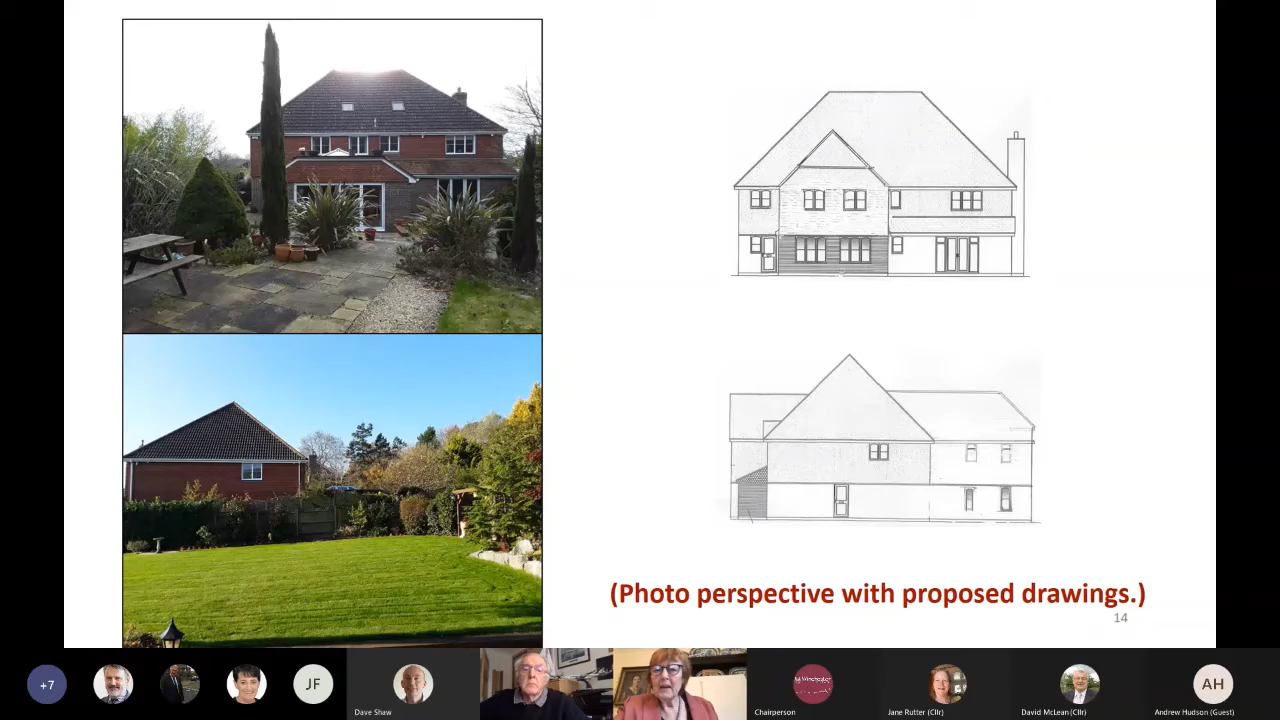 (Photo perspective with proposed drawings.)
14
+7
JF
Dave Shaw
Winchester
Chairperson
Jane Rutter (Cllr)
David McLean (Cllr)
AH
Andrew Hudson (Guest)